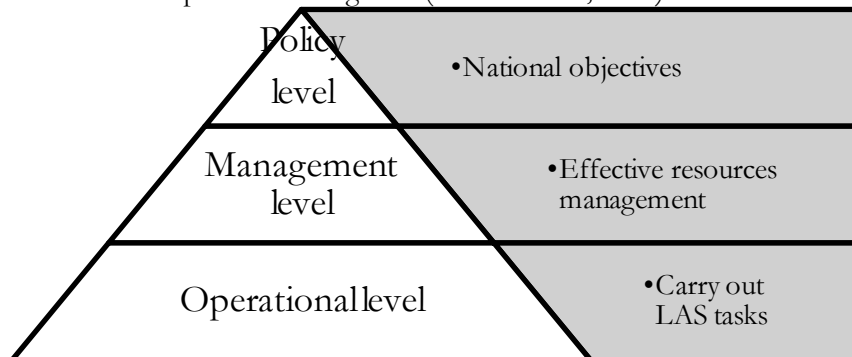 Policy
level
•National objectives
Management
level
•Effective resources
management
Operational level
•Carry out
LAS tasks